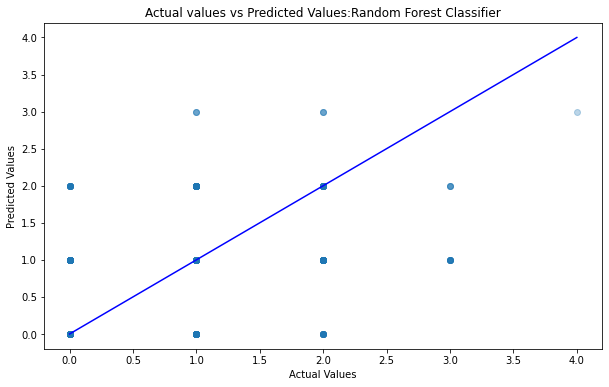 Actual values vs Predicted Values:Random Forest Classifier
4.0
3.5
3.0
2.5
2.0
1.5
1.0
0.5
0.0
Predicted Values
0.0 0.5 1.0 1.5 2.0 2.5 3.0 3.5 4.0
Actual Values